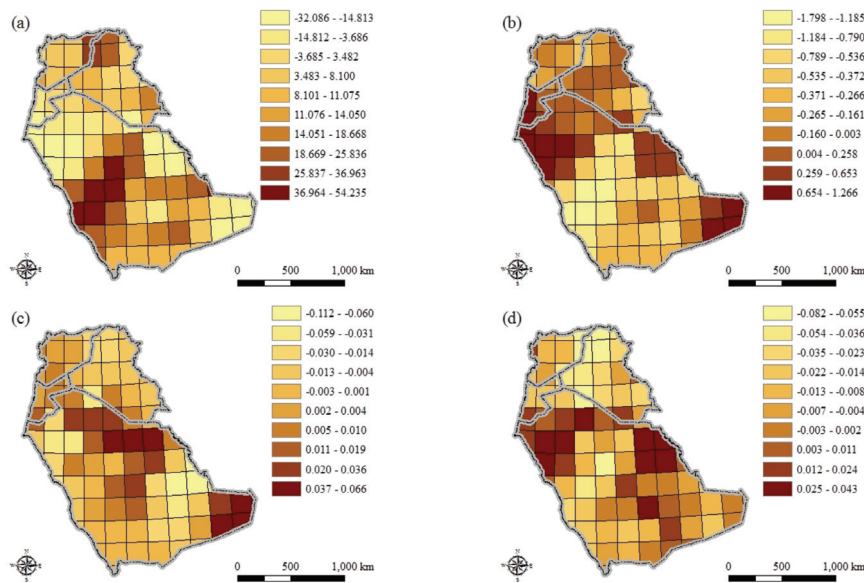 (a)
-32.086 - -14.813
-14.812 - -3.686
-3.685 - 3.482
3.483 - 8.100
8.101 - 11.075
11.076 - 14.050
14.051 - 18.668
18.669 - 25.836
25.837 - 36.963
36.964 - 54.235
N
W E
S
0 500 1,000 km
(b)
-1.798 - -1.185
-1.184 - -0.790
-0.789 - -0.536
-0.535 - -0.372
-0.371 - -0.266
-0.265 - -0.161
-0.160 - 0.003
0.004 - 0.258
0.259 - 0.653
0.654 - 1.266
N
W E
S
0 500 1,000 km
(c)
-0.112 - -0.060
-0.059 - -0.031
-0.030 - -0.014
-0.013 - -0.004
-0.003 - 0.001
0.002 - 0.004
0.005 - 0.010
0.011 - 0.019
0.020 - 0.036
0.037 - 0.066
N
W E
S
0 500 1,000 km
(d)
-0.082 - -0.055
-0.054 - -0.036
-0.035 - -0.023
-0.022 - -0.014
-0.013 - -0.008
-0.007 - -0.004
-0.003 - -0.002
0.003 - 0.011
0.012 - 0.024
0.025 - 0.043
N
W E
S
0 500 1,000 km